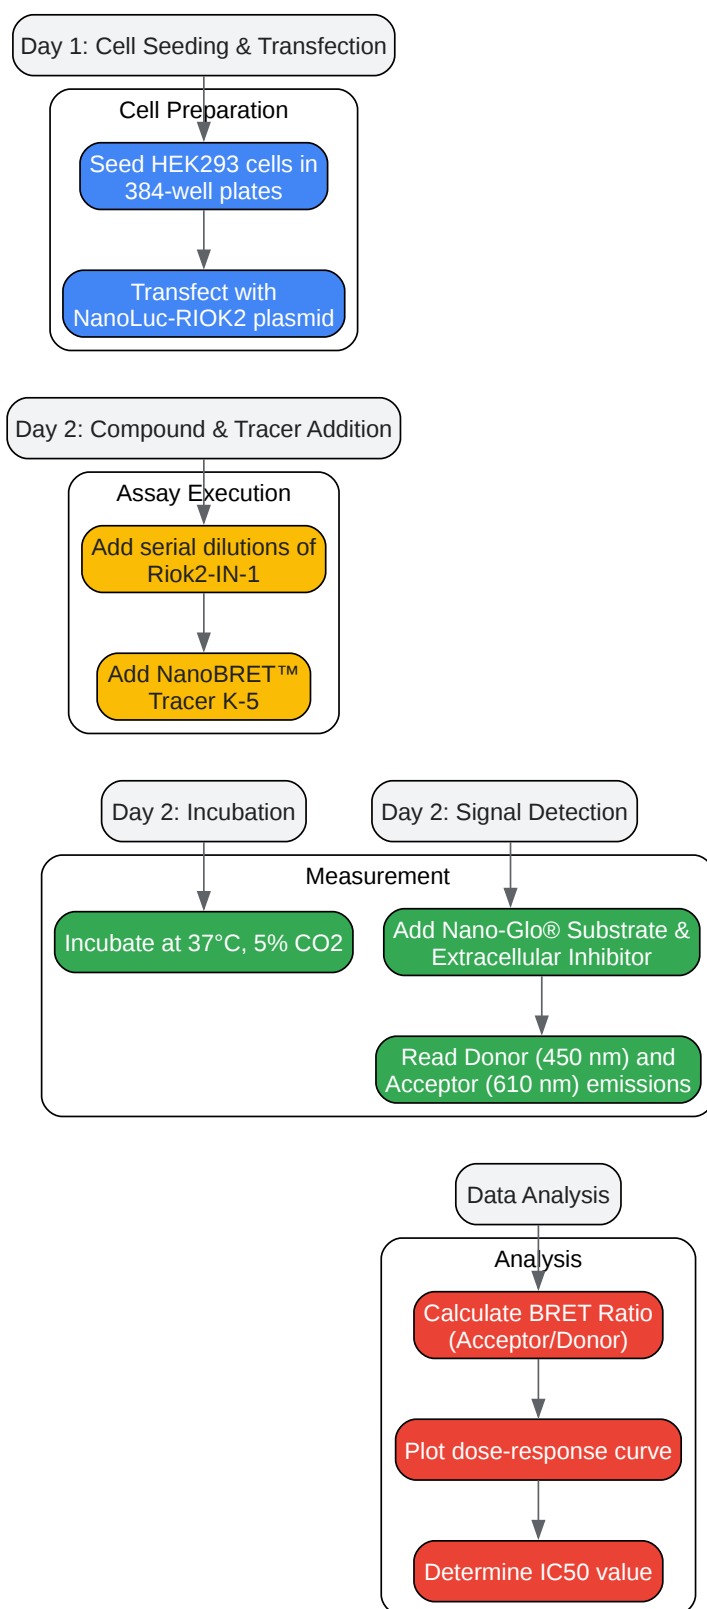 Day 1: Cell Seeding & Transfection
Cell Preparation
Seed HEK293 cells in
384-well plates
Transfect with
NanoLuc-RIOK2 plasmid
Day 2: Compound & Tracer Addition
Assay Execution
Add serial dilutions of
Riok2-IN-1
Add NanoBRET™
Tracer K-5
Day 2: Incubation
Day 2: Signal Detection
Measurement
Incubate at 37°C, 5% CO2
Add Nano-Glo® Substrate &
Extracellular Inhibitor
Read Donor (450 nm) and
Acceptor (610 nm) emissions
Data Analysis
Analysis
Calculate BRET Ratio
(Acceptor/Donor)
Plot dose-response curve
Determine IC50 value